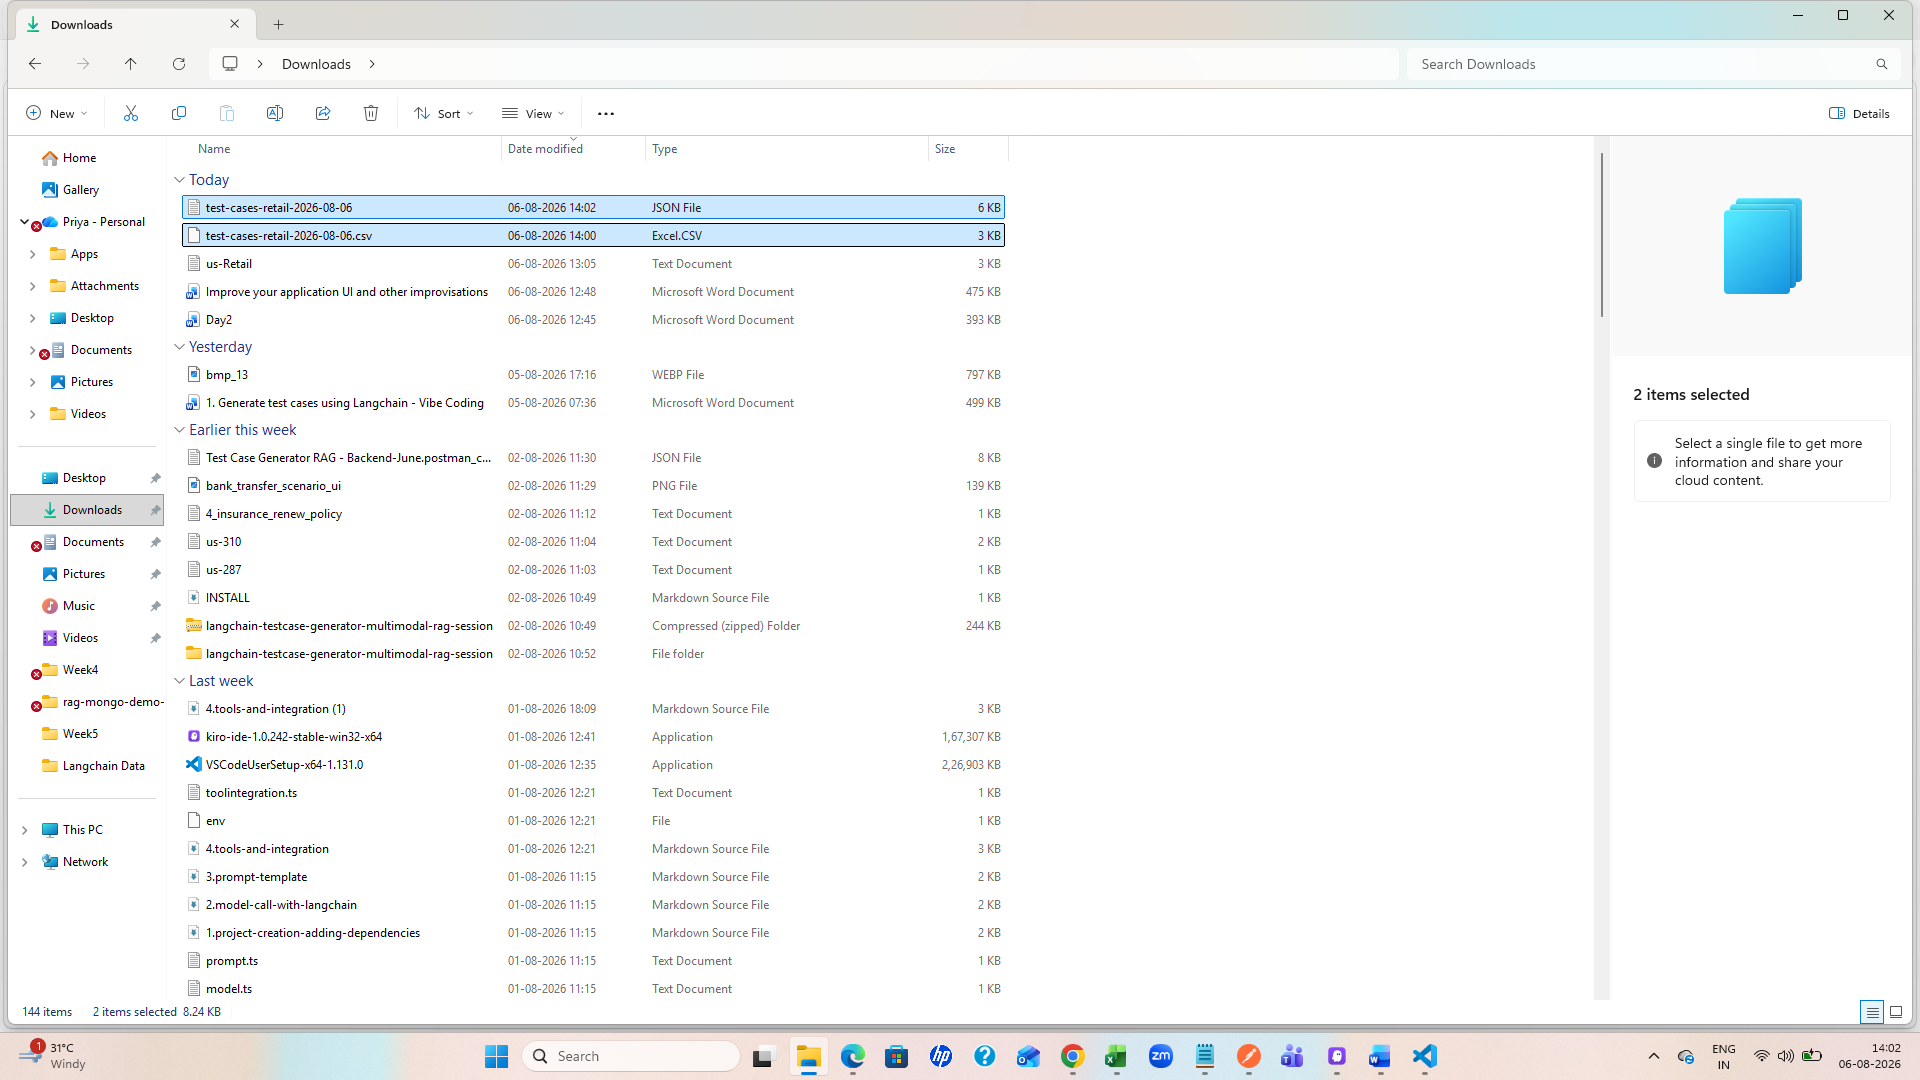 Downloads
Downloads
Search Downloads
New
Sort
View
Details
Name Date modified Type Size
Home
Gallery
Priya - Personal
Apps
Attachments
Desktop
Documents
Pictures
Videos
Desktop
Downloads
Documents
Pictures
Music
Videos
Week4
rag-mongo-demo-
Week5
Langchain Data
This PC
Network
Today
test-cases-retail-2026-08-06 06-08-2026 14:02 JSON File 6 KB
test-cases-retail-2026-08-06.csv 06-08-2026 14:00 Excel.CSV 3 KB
us-Retail 06-08-2026 13:05 Text Document 3 KB
Improve your application UI and other improvisations 06-08-2026 12:48 Microsoft Word Document 475 KB
Day2 06-08-2026 12:45 Microsoft Word Document 393 KB
Yesterday
bmp_13 05-08-2026 17:16 WEBP File 797 KB
1. Generate test cases using Langchain - Vibe Coding 05-08-2026 07:36 Microsoft Word Document 499 KB
Earlier this week
Test Case Generator RAG - Backend-June.postman_c... 02-08-2026 11:30 JSON File 8 KB
bank_transfer_scenario_ui 02-08-2026 11:29 PNG File 139 KB
4_insurance_renew_policy 02-08-2026 11:12 Text Document 1 KB
us-310 02-08-2026 11:04 Text Document 2 KB
us-287 02-08-2026 11:03 Text Document 1 KB
INSTALL 02-08-2026 10:49 Markdown Source File 1 KB
langchain-testcase-generator-multimodal-rag-session 02-08-2026 10:49 Compressed (zipped) Folder 244 KB
langchain-testcase-generator-multimodal-rag-session 02-08-2026 10:52 File folder
Last week
4.tools-and-integration (1) 01-08-2026 18:09 Markdown Source File 3 KB
kiro-ide-1.0.242-stable-win32-x64 01-08-2026 12:41 Application 1,67,307 KB
VSCodeUserSetup-x64-1.131.0 01-08-2026 12:35 Application 2,26,903 KB
toolintegration.ts 01-08-2026 12:21 Text Document 1 KB
env 01-08-2026 12:21 File 1 KB
4.tools-and-integration 01-08-2026 12:21 Markdown Source File 3 KB
3.prompt-template 01-08-2026 11:15 Markdown Source File 2 KB
2.model-call-with-langchain 01-08-2026 11:15 Markdown Source File 2 KB
1.project-creation-adding-dependencies 01-08-2026 11:15 Markdown Source File 2 KB
prompt.ts 01-08-2026 11:15 Text Document 1 KB
model.ts 01-08-2026 11:15 Text Document 1 KB
2 items selected
Select a single file to get more
information and share your
cloud content.
144 items 2 items selected 8.24 KB
1
31°C
Windy
Search
hp
zm
ENG
IN
14:02
06-08-2026